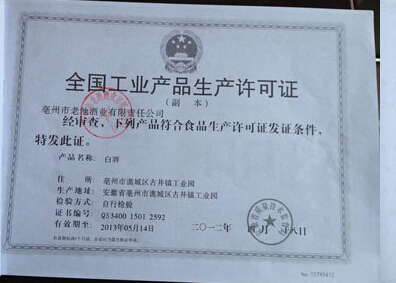 全国工业产品生产许可证
（副 本）
亳州市老池酒业有限责任公司
经审查，下列产品符合食品生产许可证发证条件，
特发此证。
产品名称： 白酒
住 所： 亳州市谯城区古井镇工业园
生产地址： 安徽省亳州市谯城区古井镇工业园
检验方式： 自行检验
证书编号： QS3400 1501 2592
有效期至： 2013年05月14日
二〇一二年 月 八日